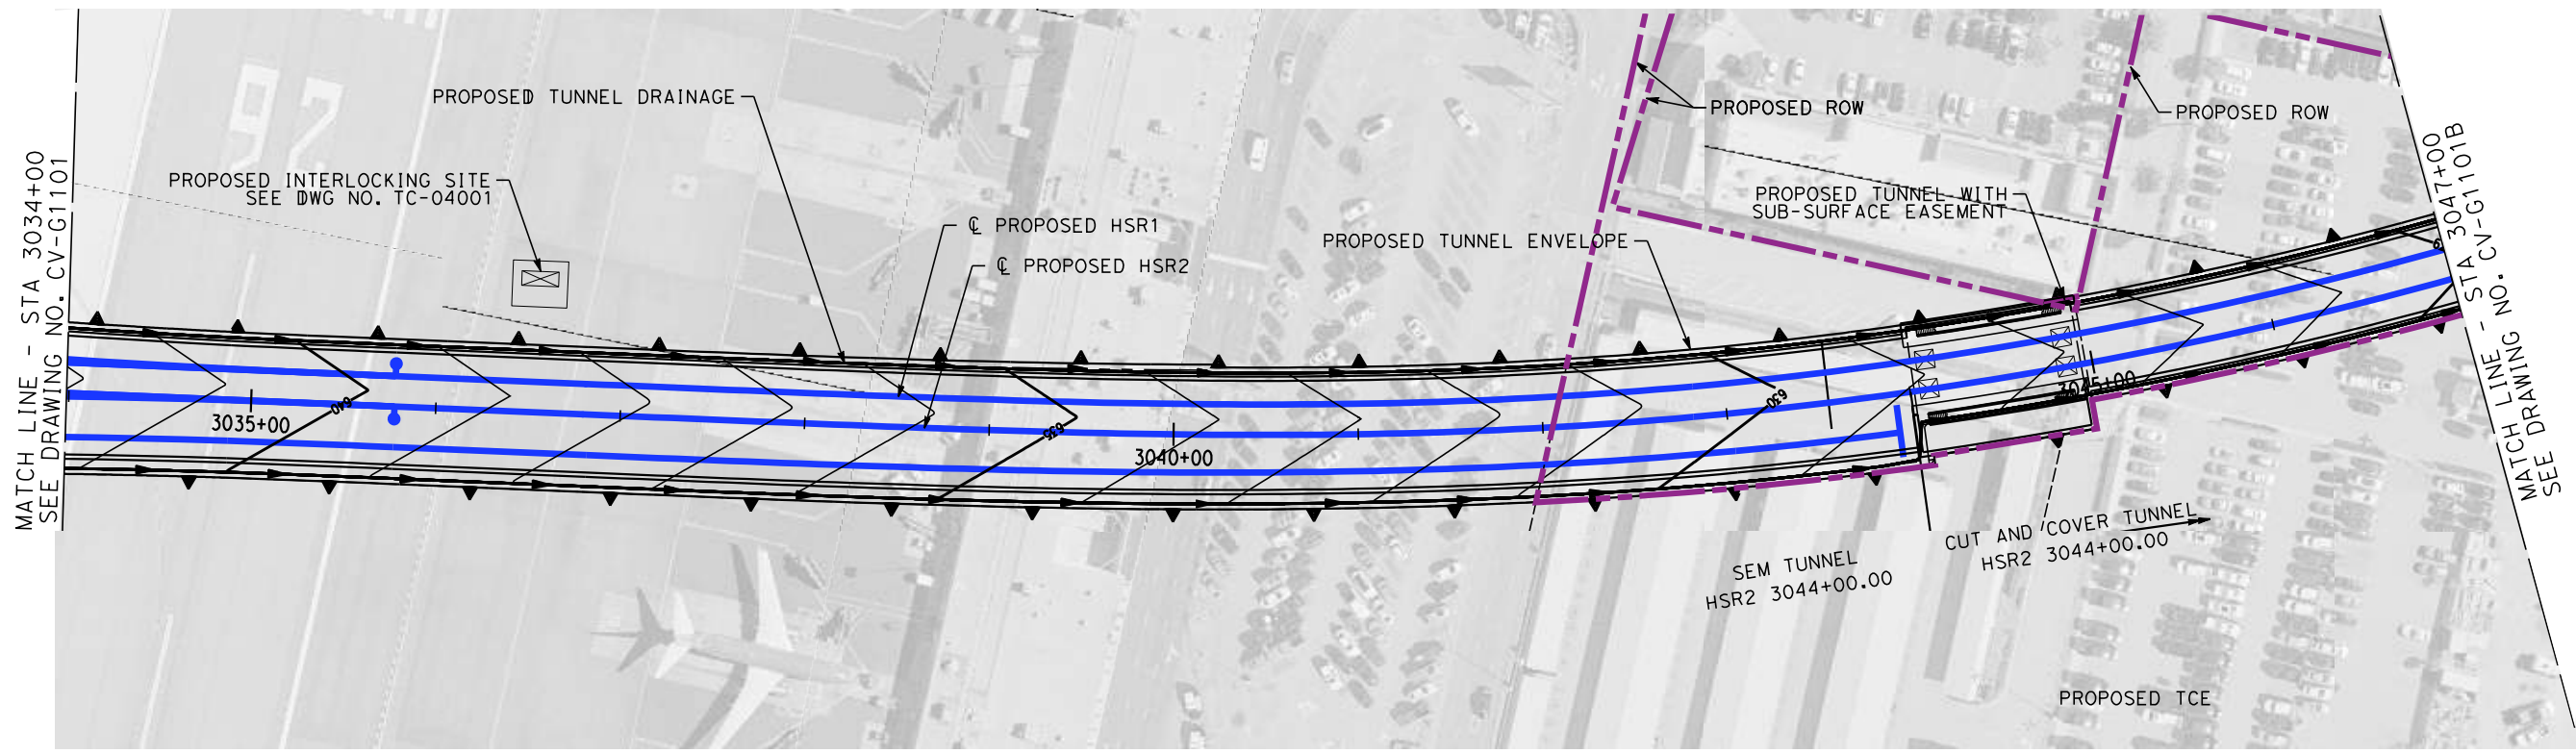 MATCH LINE - STA 3034+00
SEE DRAWING NO. CV-G1101
PROPOSED TUNNEL DRAINAGE
PROPOSED INTERLOCKING SITE
SEE DWG NO. TC-04001
℄ PROPOSED HSR1
℄ PROPOSED HSR2
PROPOSED TUNNEL ENVELOPE
PROPOSED ROW
PROPOSED ROW
PROPOSED TUNNEL WITH
SUB-SURFACE EASEMENT
MATCH LINE - STA 3047+00
SEE DRAWING NO. CV-G1101B
3035+00
640
635
3040+00
630
3045+00
SEM TUNNEL
HSR2 3044+00.00
CUT AND COVER TUNNEL
HSR2 3044+00.00
PROPOSED TCE